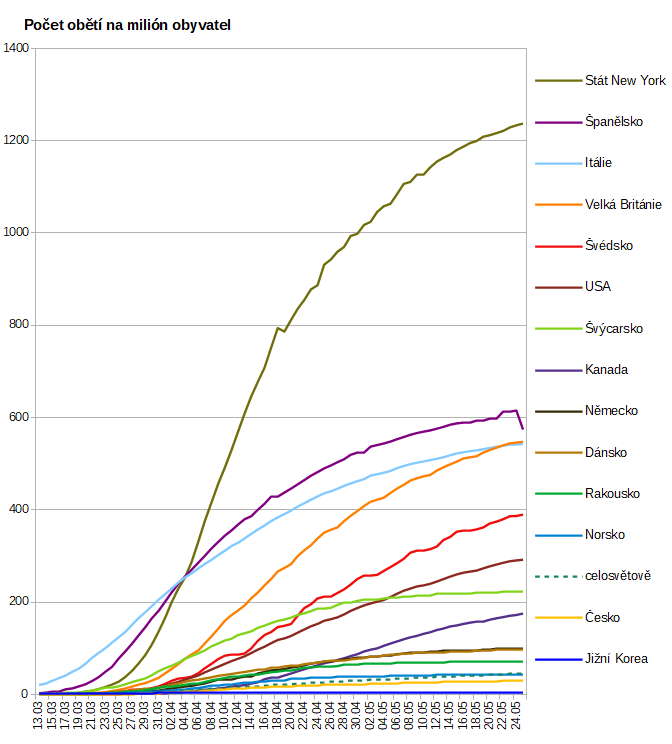 Počet obětí na milión obyvatel
1400
1200
1000
800
600
400
200
0
13.03
15.03
17.03
19.03
21.03
23.03
25.03
27.03
29.03
31.03
02.04
04.04
06.04
08.04
10.04
12.04
14.04
16.04
18.04
20.04
22.04
24.04
26.04
28.04
30.04
02.05
04.05
06.05
08.05
10.05
12.05
14.05
16.05
18.05
20.05
22.05
24.05
Stát New York
Španělsko
Itálie
Velká Británie
Švédsko
USA
Švýcarsko
Kanada
Německo
Dánsko
Rakousko
Norsko
celosvětově
Česko
Jižní Korea